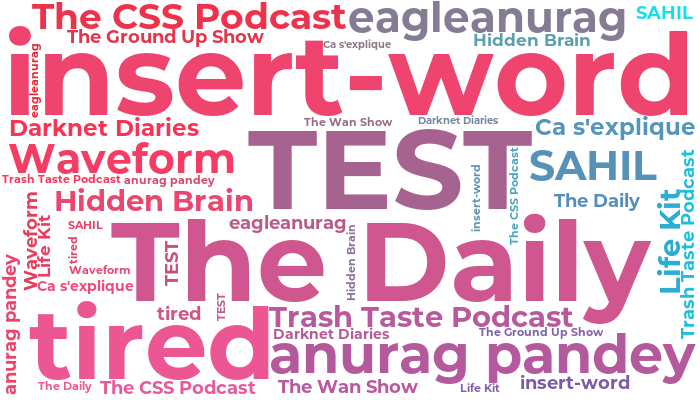 The CSS Podcast
eagleanurag
SAHIL
The Ground Up Show
Ca s'explique
Hidden Brain
eagleanurag
insert-word
Darknet Diaries
The Wan Show
Darknet Diaries
Ca s'explique
Waveform
TEST
SAHIL
Trash Taste Podcast
anurag pandey
insert-word
The CSS Podcast
Trash Taste Podcast
Hidden Brain
The Daily
Life Kit
Waveform
Life Kit
SAHIL
eagleanurag
tired
TEST
The Daily
Hidden Brain
Waveform
Ca s'explique
anurag pandey
tired
TEST
tired
Trash Taste Podcast
Darknet Diaries
The Ground Up Show
anurag pandey
The Daily
The CSS Podcast
The Wan Show
Life Kit
insert-word